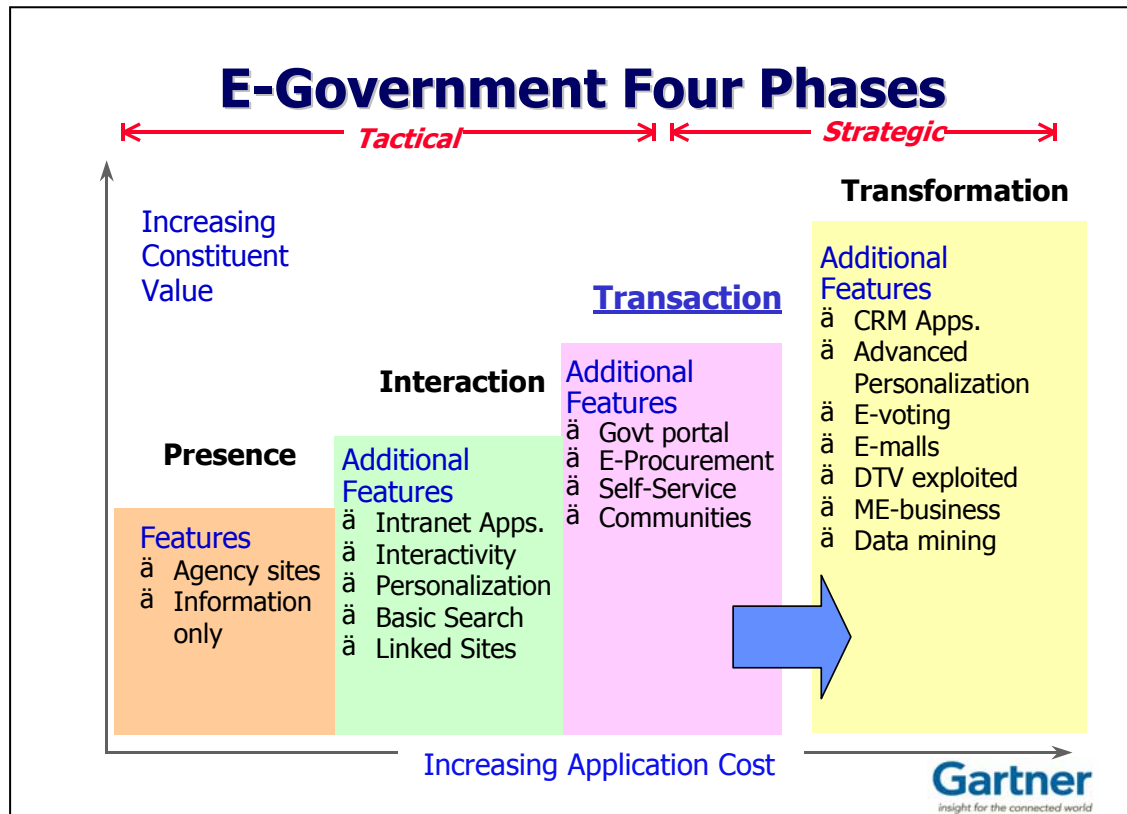 E-Government Four Phases
Tactical
Strategic
Increasing
Constituent
Value
Presence
Features
ä Agency sites
ä Information
only
Interaction
Additional
Features
ä Intranet Apps.
ä Interactivity
ä Personalization
ä Basic Search
ä Linked Sites
Transaction
Additional
Features
ä Govt portal
ä E-Procurement
ä Self-Service
ä Communities
Transformation
Additional
Features
ä CRM Apps.
ä Advanced
Personalization
ä E-voting
ä E-malls
ä DTV exploited
ä ME-business
ä Data mining
Increasing Application Cost
Gartner
insight for the connected world